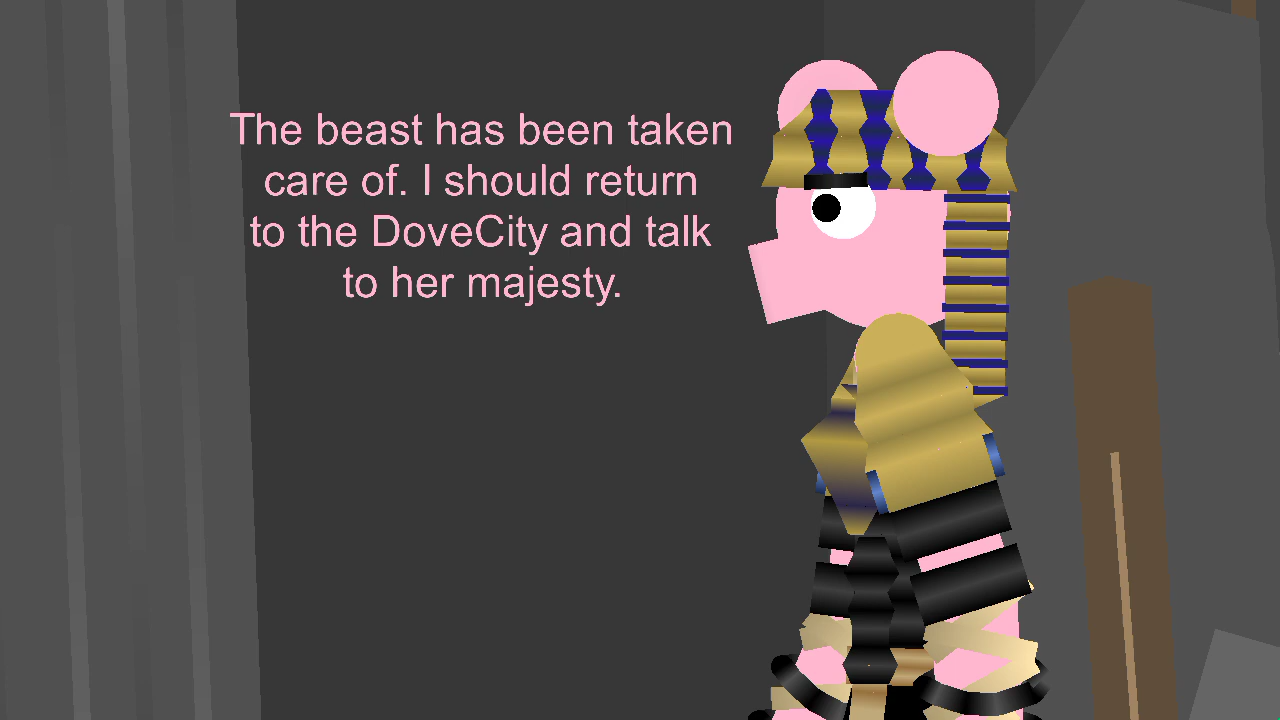 The beast has been taken
care of. I should return
to the DoveCity and talk
to her majesty.